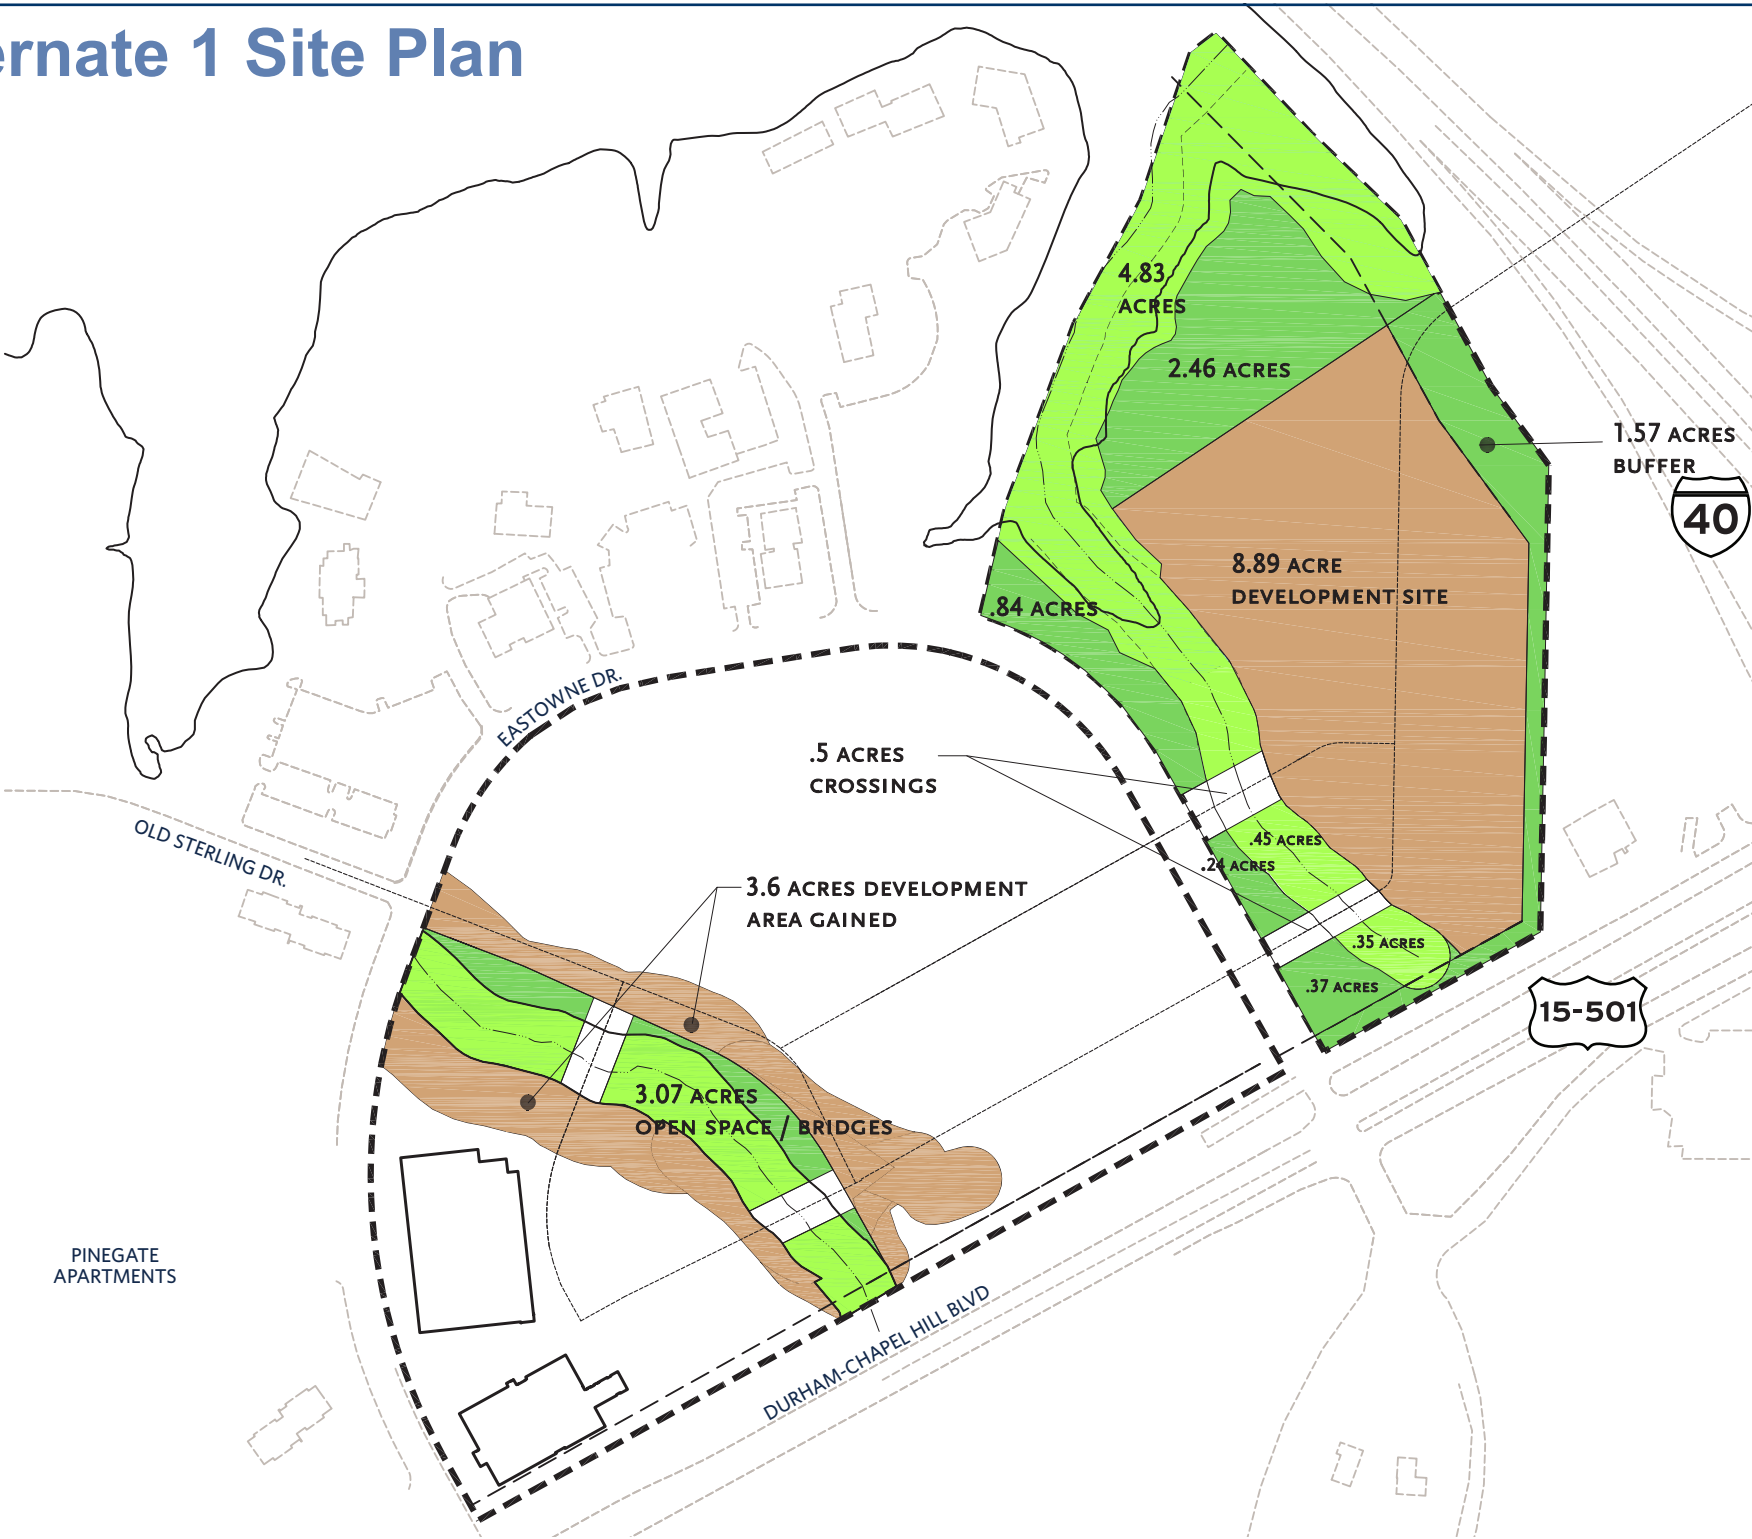 ernate 1 Site Plan
4.83
ACRES
2.46 ACRES
1.57 ACRES
BUFFER
40
8.89 ACRE
DEVELOPMENT SITE
.84 ACRES
EASTOWNE DR.
.5 ACRES
CROSSINGS
OLD STERLING DR.
.45 ACRES
.24 ACRES
3.6 ACRES DEVELOPMENT
AREA GAINED
.35 ACRES
.37 ACRES
15-501
3.07 ACRES
OPEN SPACE / BRIDGES
PINEGATE
APARTMENTS
DURHAM-CHAPEL HILL BLVD